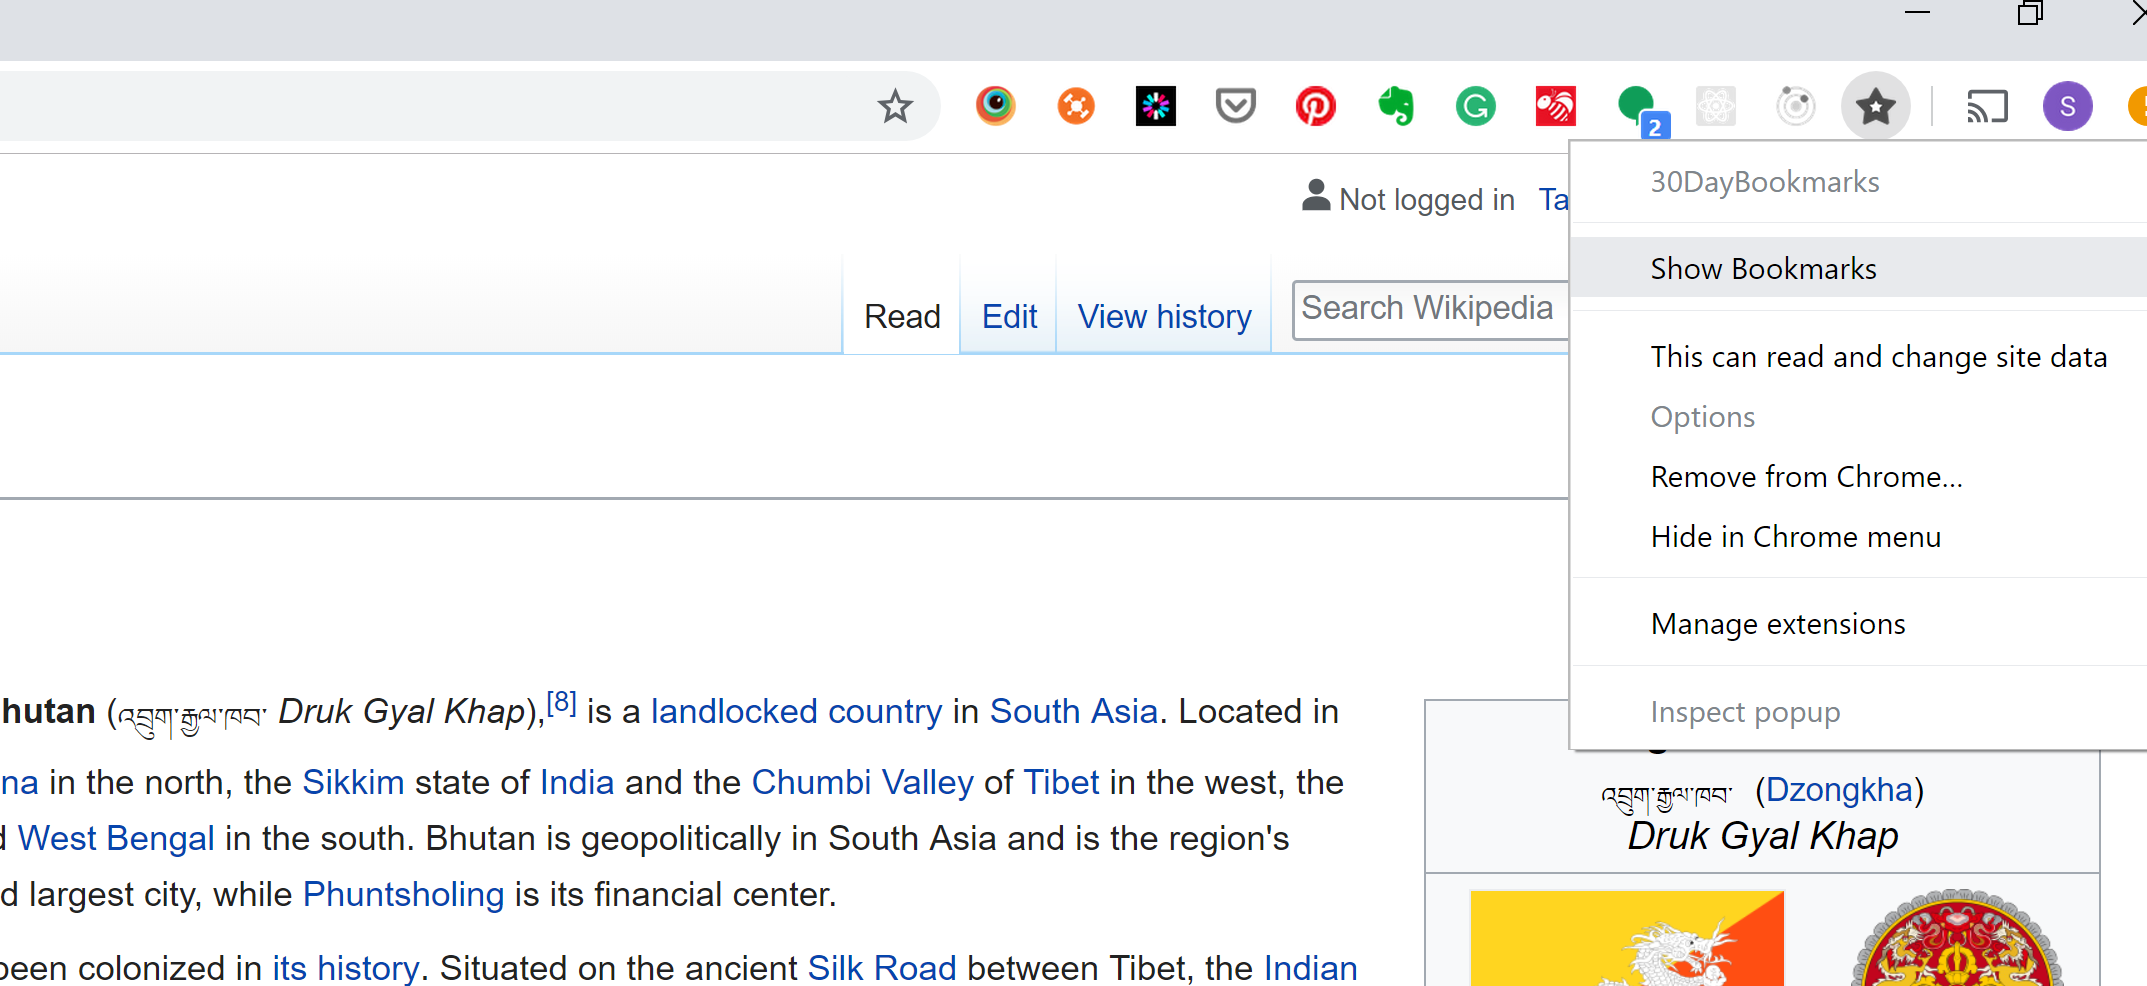 2
S
30DayBookmarks
Not logged in Ta
Show Bookmarks
Read Edit View history Search Wikipedia
This can read and change site data
Options
Remove from Chrome...
Hide in Chrome menu
Manage extensions
Inspect popup
hutan (འབྲུག་རྒྱལ་ཁབ་ Druk Gyal Khap),[8] is a landlocked country in South Asia. Located in
na in the north, the Sikkim state of India and the Chumbi Valley of Tibet in the west, the
d West Bengal in the south. Bhutan is geopolitically in South Asia and is the region's
d largest city, while Phuntsholing is its financial center.
been colonized in its history. Situated on the ancient Silk Road between Tibet, the Indian
འབྲུག་རྒྱལ་ཁབ་ (Dzongkha)
Druk Gyal Khap